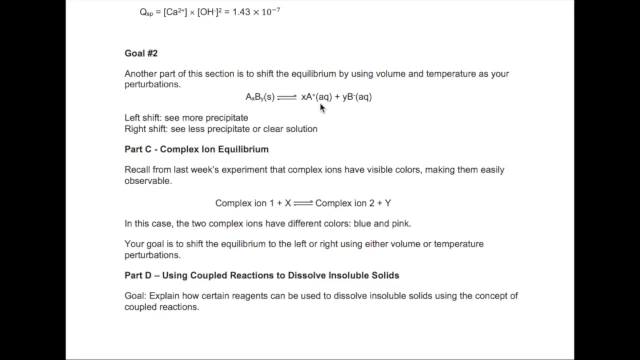 Qsp = [Ca²⁺] × [OH-]² = 1.43 × 10⁻⁷
Goal #2
Another part of this section is to shift the equilibrium by using volume and temperature as your
perturbations.
AxBy(s) ⇌ xA⁺(aq) + yB⁻(aq)
Left shift: see more precipitate
Right shift: see less precipitate or clear solution
Part C - Complex Ion Equilibrium
Recall from last week's experiment that complex ions have visible colors, making them easily
observable.
Complex ion 1 + X ⇌ Complex ion 2 + Y
In this case, the two complex ions have different colors: blue and pink.
Your goal is to shift the equilibrium to the left or right using either volume or temperature
perturbations.
Part D – Using Coupled Reactions to Dissolve Insoluble Solids
Goal: Explain how certain reagents can be used to dissolve insoluble solids using the concept of
coupled reactions.